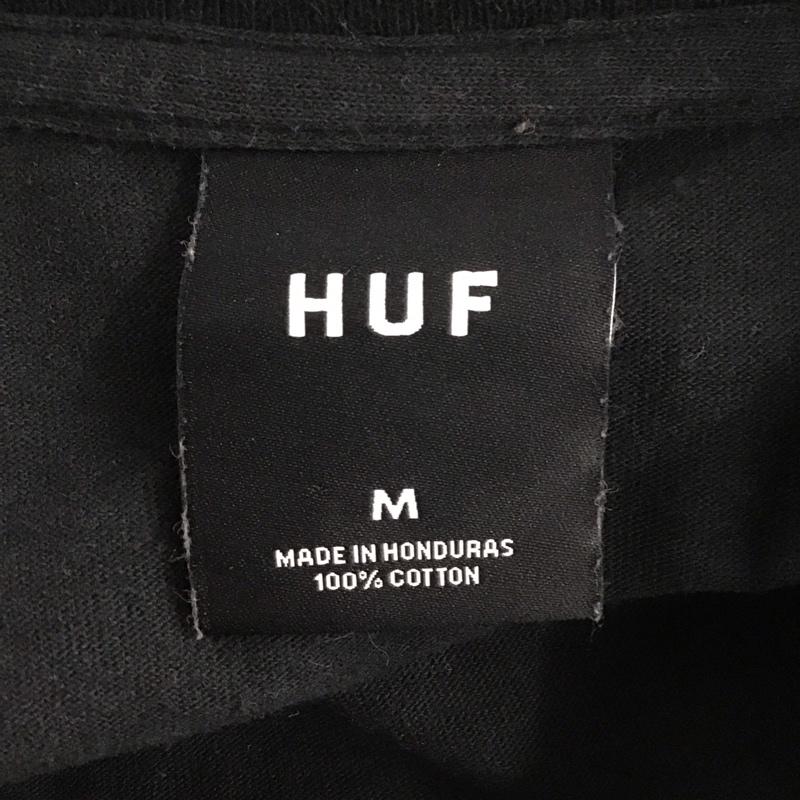 HUF
M
MADE IN HONDURAS
100% COTTON